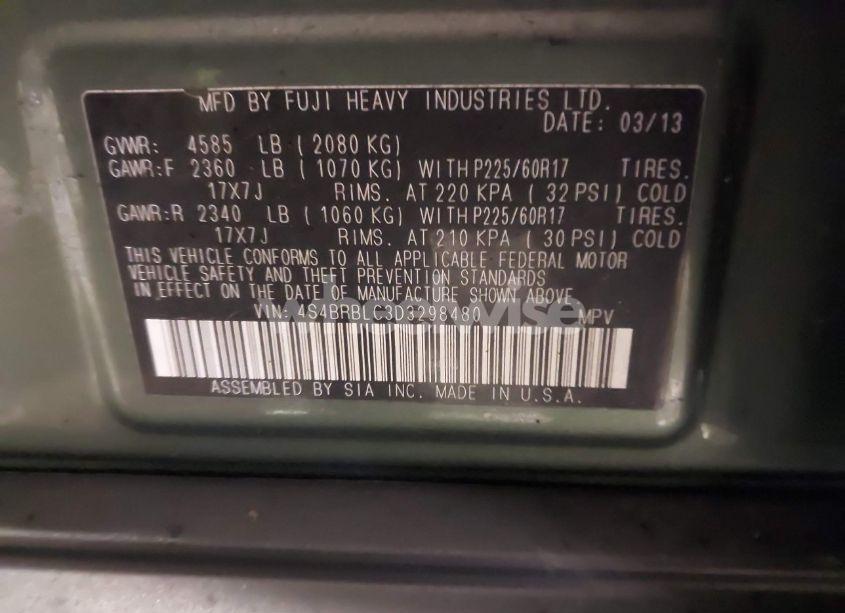 MFD BY FUJI HEAVY INDUSTRIES LTD.
DATE: 03/13
GVWR: 4585 LB ( 2080 KG)
GAWR:F 2360 LB ( 1070 KG) WITH P225/60R17 TIRES.
17X7J RIMS. AT 220 KPA ( 32 PSI) COLD
GAWR:R 2340 LB ( 1060 KG) WITH P225/60R17 TIRES.
17X7J RIMS. AT 210 KPA ( 30 PSI) COLD
THIS VEHICLE CONFORMS TO ALL APPLICABLE FEDERAL MOTOR
VEHICLE SAFETY AND THEFT PREVENTION STANDARDS
IN EFFECT ON THE DATE OF MANUFACTURE SHOWN ABOVE.
VIN: 4S4BRBLC3D3298480 MPV
ASSEMBLED BY SIA INC. MADE IN U.S.A.